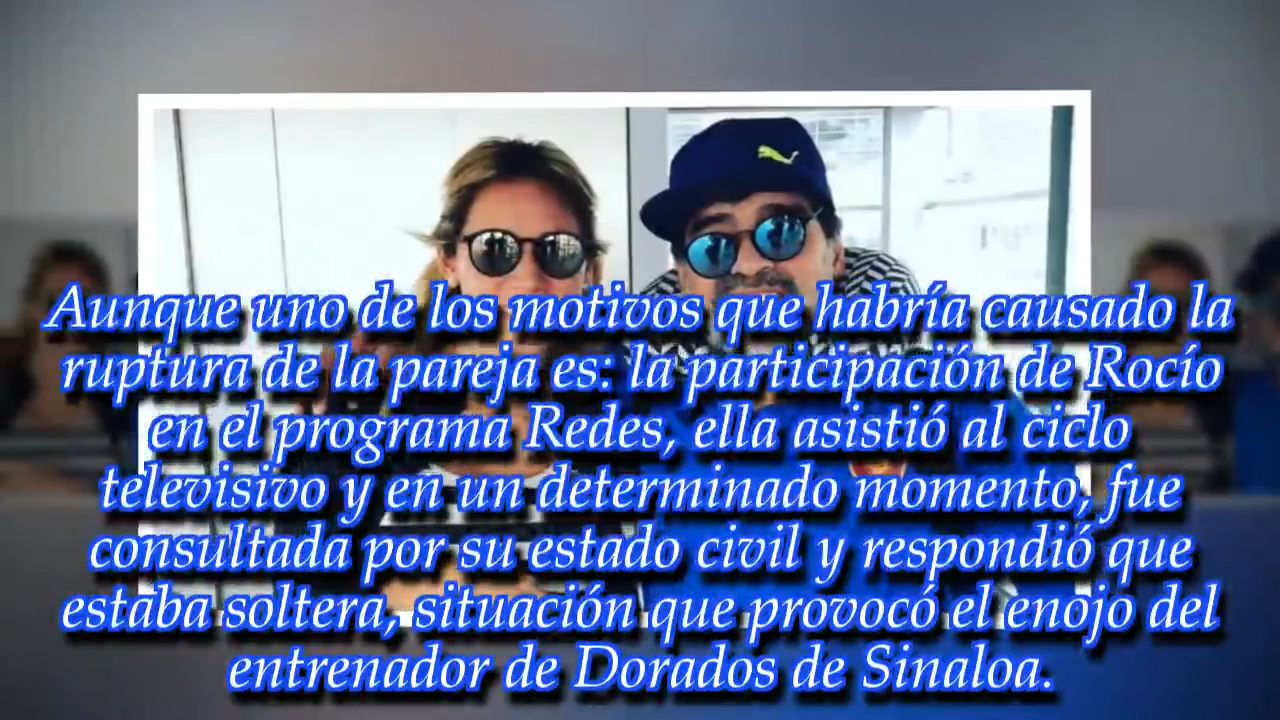 Aunque uno de los motivos que habría causado la
ruptura de la pareja es: la participación de Rocío
en el programa Redes, ella asistió al ciclo
televisivo y en un determinado momento, fue
consultada por su estado civil y respondió que
estaba soltera, situación que provocó el enojo del
entrenador de Dorados de Sinaloa.